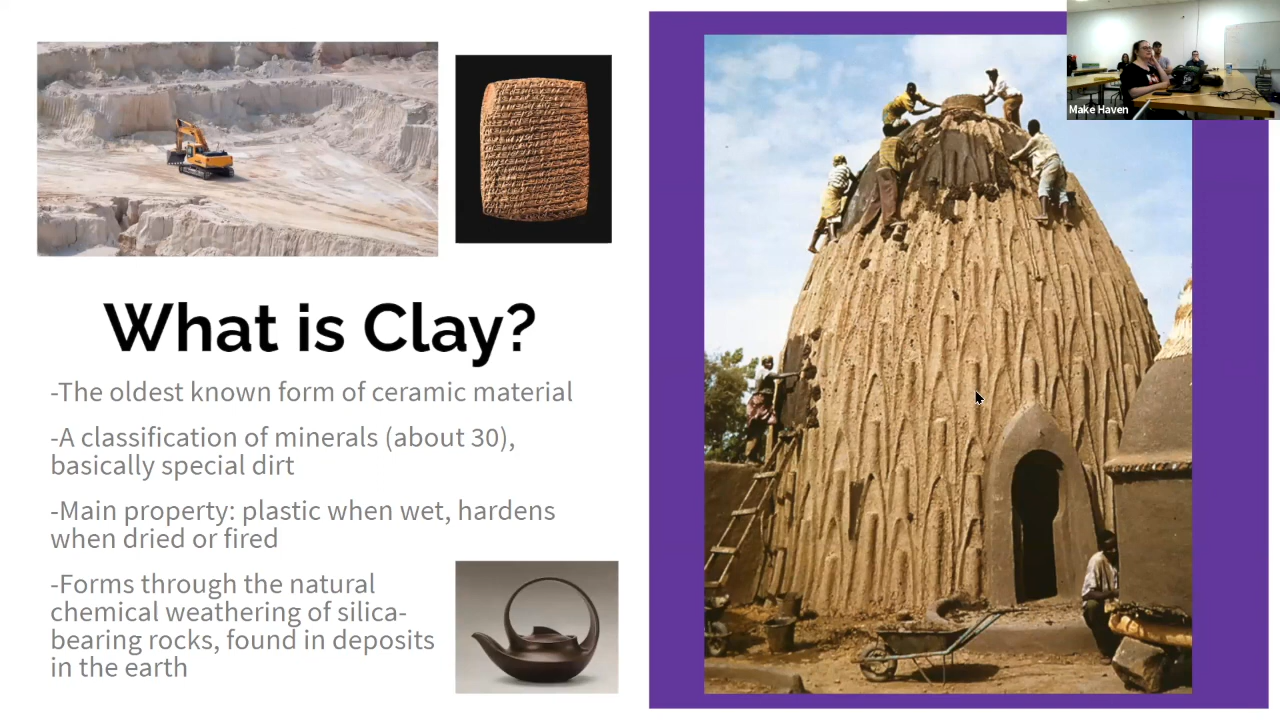 What is Clay?
-The oldest known form of ceramic material
-A classification of minerals (about 30),
basically special dirt
-Main property: plastic when wet, hardens
when dried or fired
-Forms through the natural
chemical weathering of silica-
bearing rocks, found in deposits
in the earth
Make Haven